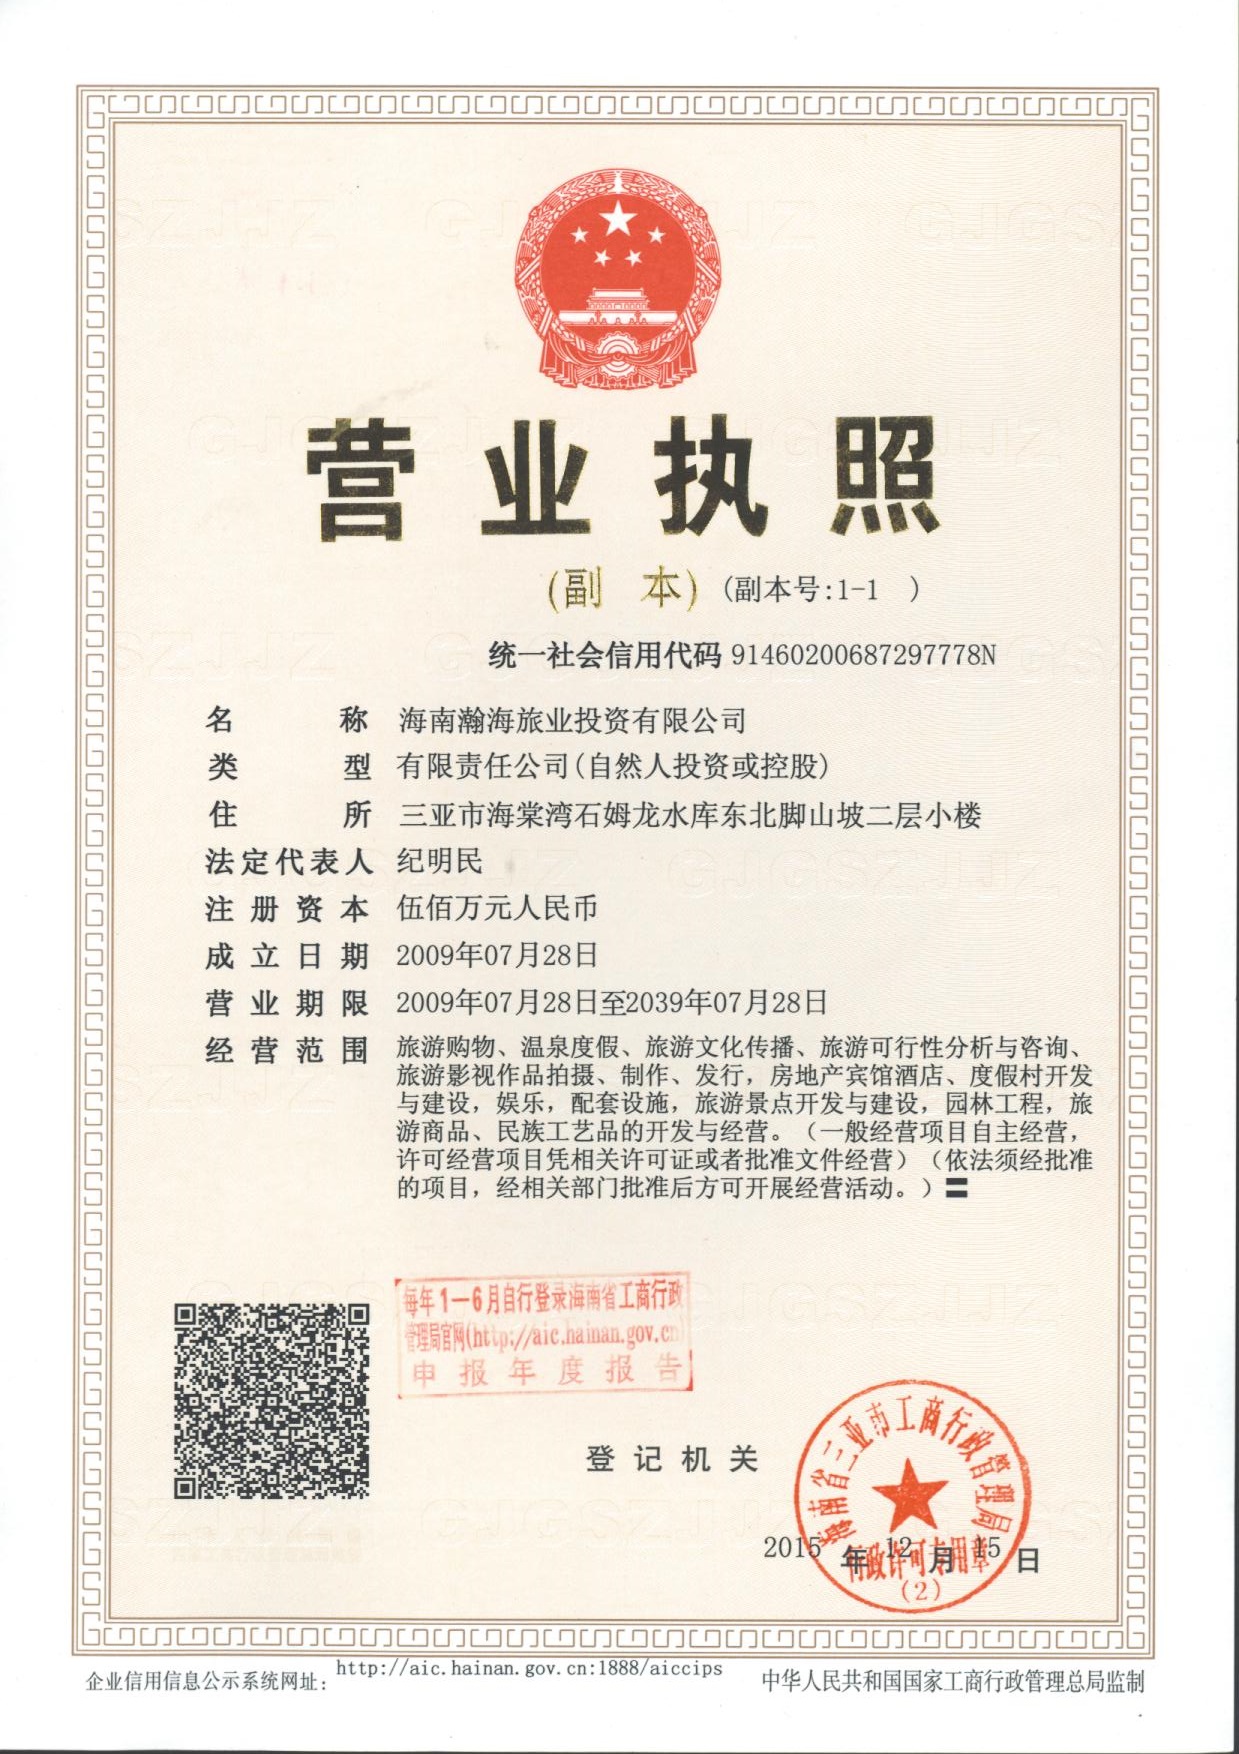 营业执照
(副 本) (副本号:1-1 )
统一社会信用代码 91460200687297778N
名 称 海南瀚海旅业投资有限公司
类 型 有限责任公司(自然人投资或控股)
住 所 三亚市海棠湾石姆龙水库东北脚山坡二层小楼
法定代表人 纪明民
注册资本 伍佰万元人民币
成立日期 2009年07月28日
营业期限 2009年07月28日至2039年07月28日
经营范围 旅游购物、温泉度假、旅游文化传播、旅游可行性分析与咨询、
旅游影视作品拍摄、制作、发行，房地产宾馆酒店、度假村开发
与建设，娱乐，配套设施，旅游景点开发与建设，园林工程，旅
游商品、民族工艺品的开发与经营。（一般经营项目自主经营，
许可经营项目凭相关许可证或者批准文件经营）（依法须经批准
的项目，经相关部门批准后方可开展经营活动。）
每年1—6月自行登录海南省工商行政
管理局官网(http://aic.hainan.gov.cn)
申报年度报告
登记机关
海南省三亚市工商行政管理局
行政许可专用章
(2)
2015 年 12 月 15 日
企业信用信息公示系统网址： http://aic.hainan.gov.cn:1888/aiccips
中华人民共和国国家工商行政管理总局监制